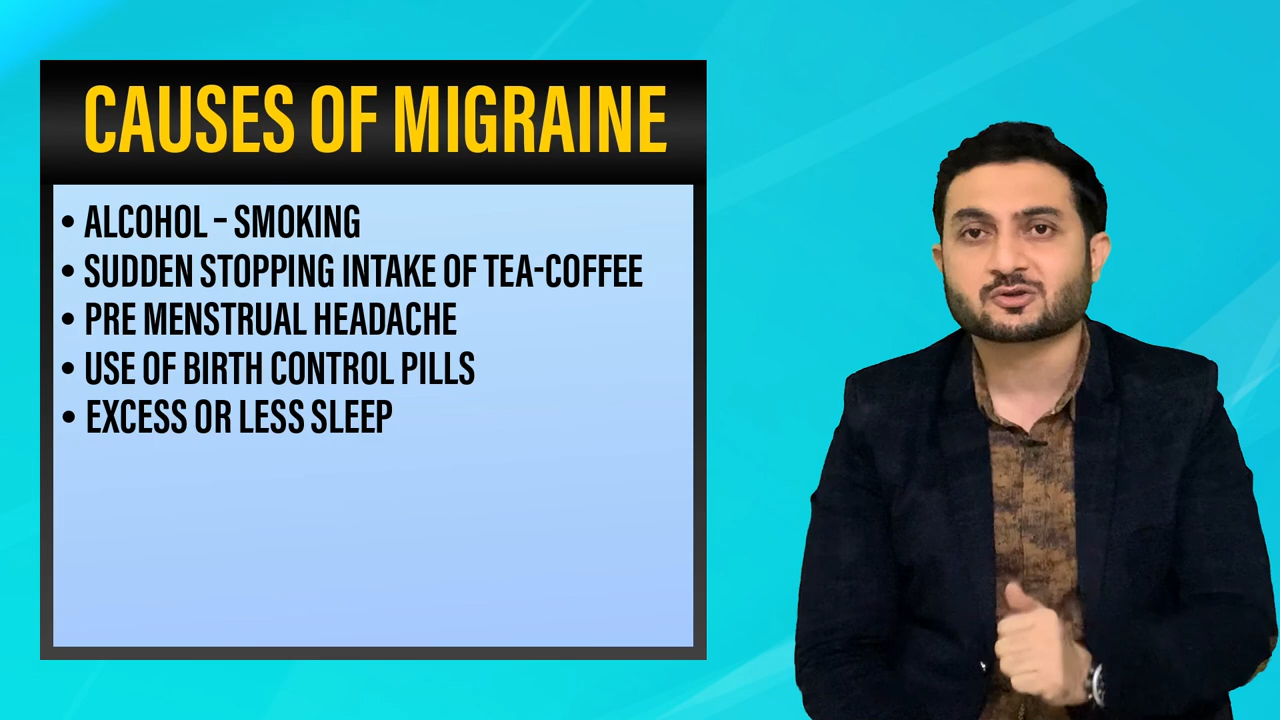 CAUSES OF MIGRAINE
• ALCOHOL - SMOKING
• SUDDEN STOPPING INTAKE OF TEA-COFFEE
• PRE MENSTRUAL HEADACHE
• USE OF BIRTH CONTROL PILLS
• EXCESS OR LESS SLEEP